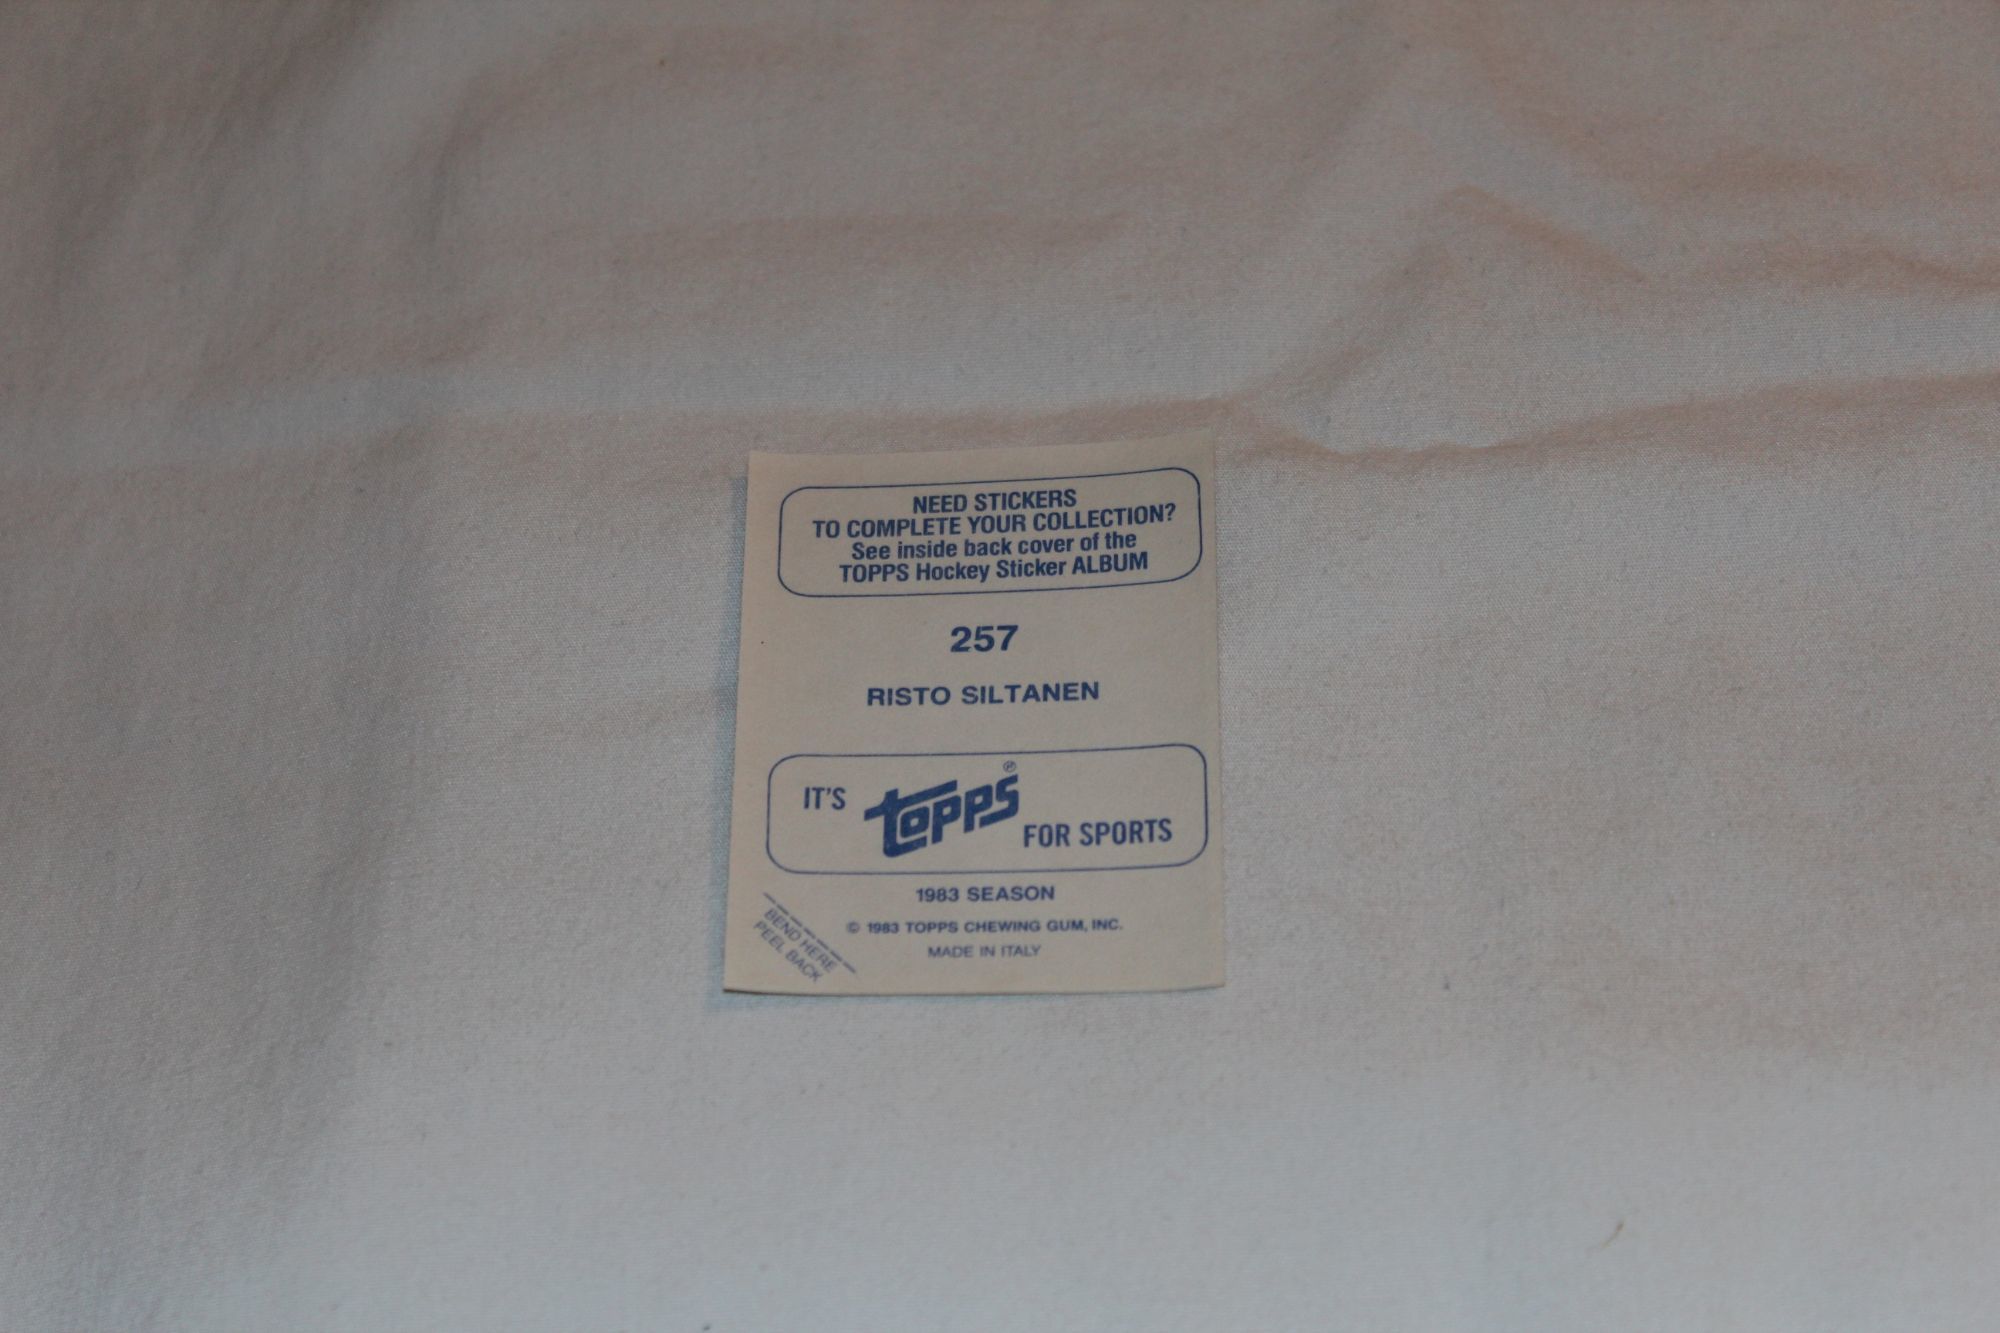 NEED STICKERS
TO COMPLETE YOUR COLLECTION?
See inside back cover of the
TOPPS Hockey Sticker ALBUM
257
RISTO SILTANEN
IT'S topps® FOR SPORTS
1983 SEASON
© 1983 TOPPS CHEWING GUM, INC.
MADE IN ITALY
BEND HERE
PEEL BACK